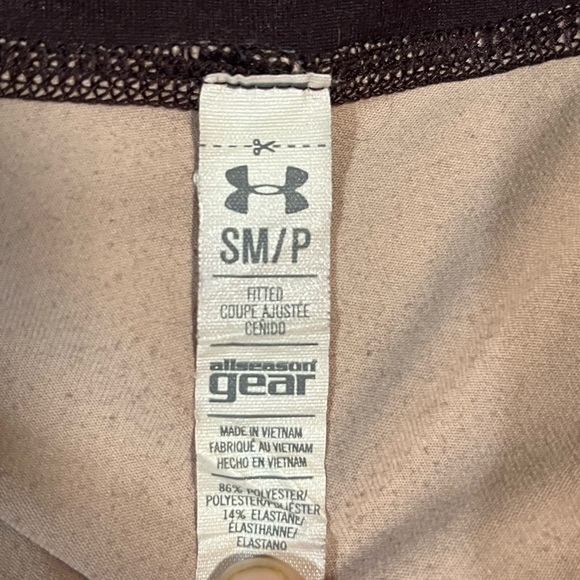 SM/P
FITTED
COUPE AJUSTÉE
CEÑIDO
allseason
gear
MADE IN VIETNAM
FABRIQUÉ AU VIETNAM
HECHO EN VIETNAM
86% POLYESTER/
POLYESTER/POLIÉSTER
14% ELASTANE/
ÉLASTHANNE/
ELASTANO